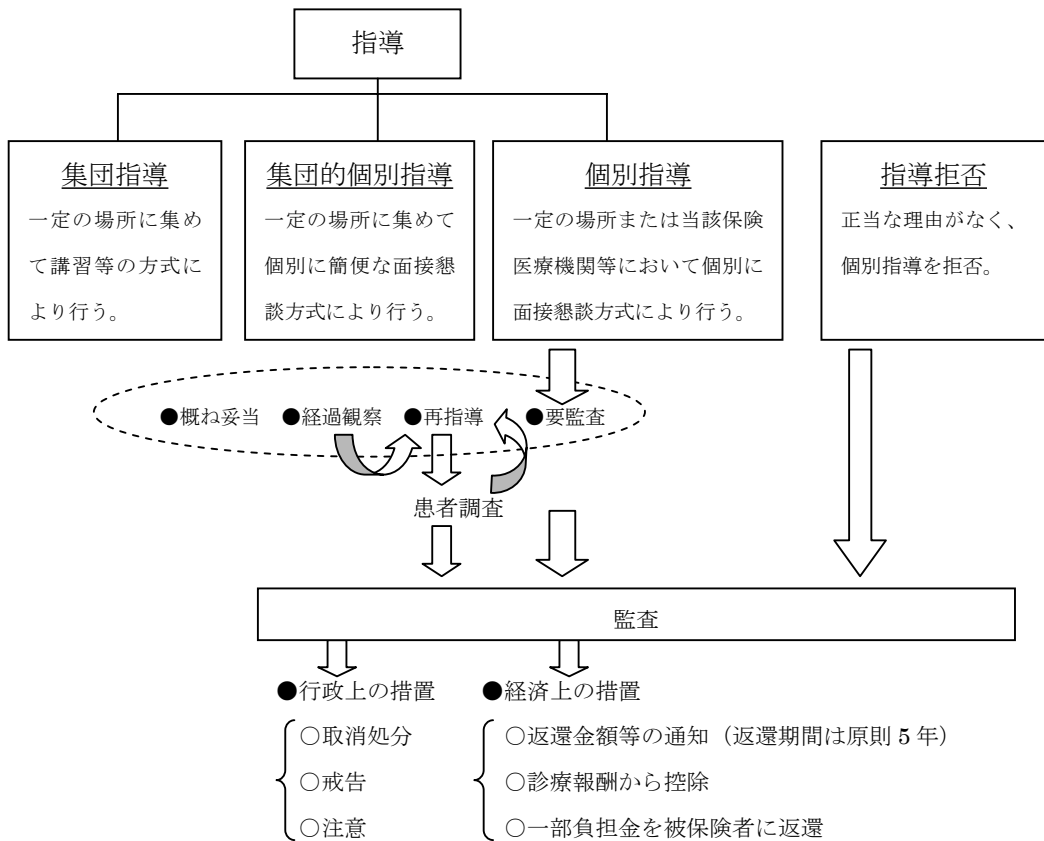 指導
集団指導
一定の場所に集め
て講習等の方式に
より行う。
集団的個別指導
一定の場所に集めて
個別に簡便な面接懇
談方式により行う。
個別指導
一定の場所または当該保険
医療機関等において個別に
面接懇談方式により行う。
指導拒否
正当な理由がなく、
個別指導を拒否。
●概ね妥当 ●経過観察 ●再指導 ●要監査
患者調査
監査
●行政上の措置
○取消処分
○戒告
○注意
●経済上の措置
○返還金額等の通知（返還期間は原則 5 年）
○診療報酬から控除
○一部負担金を被保険者に返還